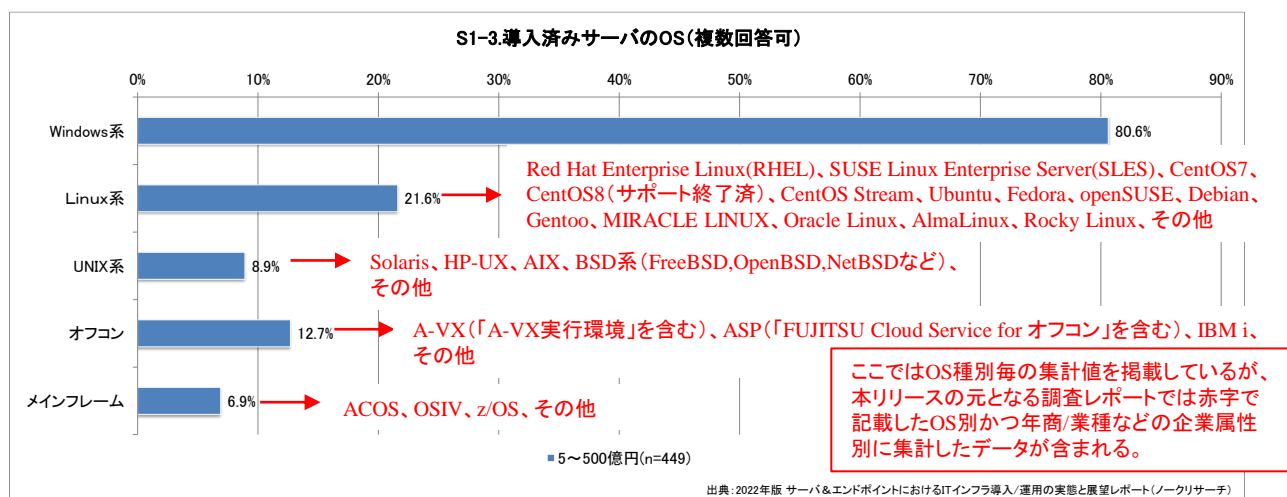 S1-3.導入済みサーバのOS(複数回答可)
0% 10% 20% 30% 40% 50% 60% 70% 80% 90%
Windows系 80.6%
Linux系 21.6%
Red Hat Enterprise Linux(RHEL)、SUSE Linux Enterprise Server(SLES)、CentOS7、
CentOS8(サポート終了済)、CentOS Stream、Ubuntu、Fedora、openSUSE、Debian、
Gentoo、MIRACLE LINUX、Oracle Linux、AlmaLinux、Rocky Linux、その他
UNIX系 8.9%
Solaris、HP-UX、AIX、BSD系(FreeBSD,OpenBSD,NetBSDなど)、
その他
オフコン 12.7%
A-VX(「A-VX実行環境」を含む)、ASP(「FUJITSU Cloud Service for オフコン」を含む)、IBM i、
その他
メインフレーム 6.9%
ACOS、OSIV、z/OS、その他
ここではOS種別毎の集計値を掲載しているが、
本リリースの元となる調査レポートでは赤字で
記載したOS別かつ年商/業種などの企業属性
別に集計したデータが含まれる。
5～500億円(n=449)
出典:2022年版 サーバ&エンドポイントにおけるITインフラ導入/運用の実態と展望レポート(ノークリサーチ)